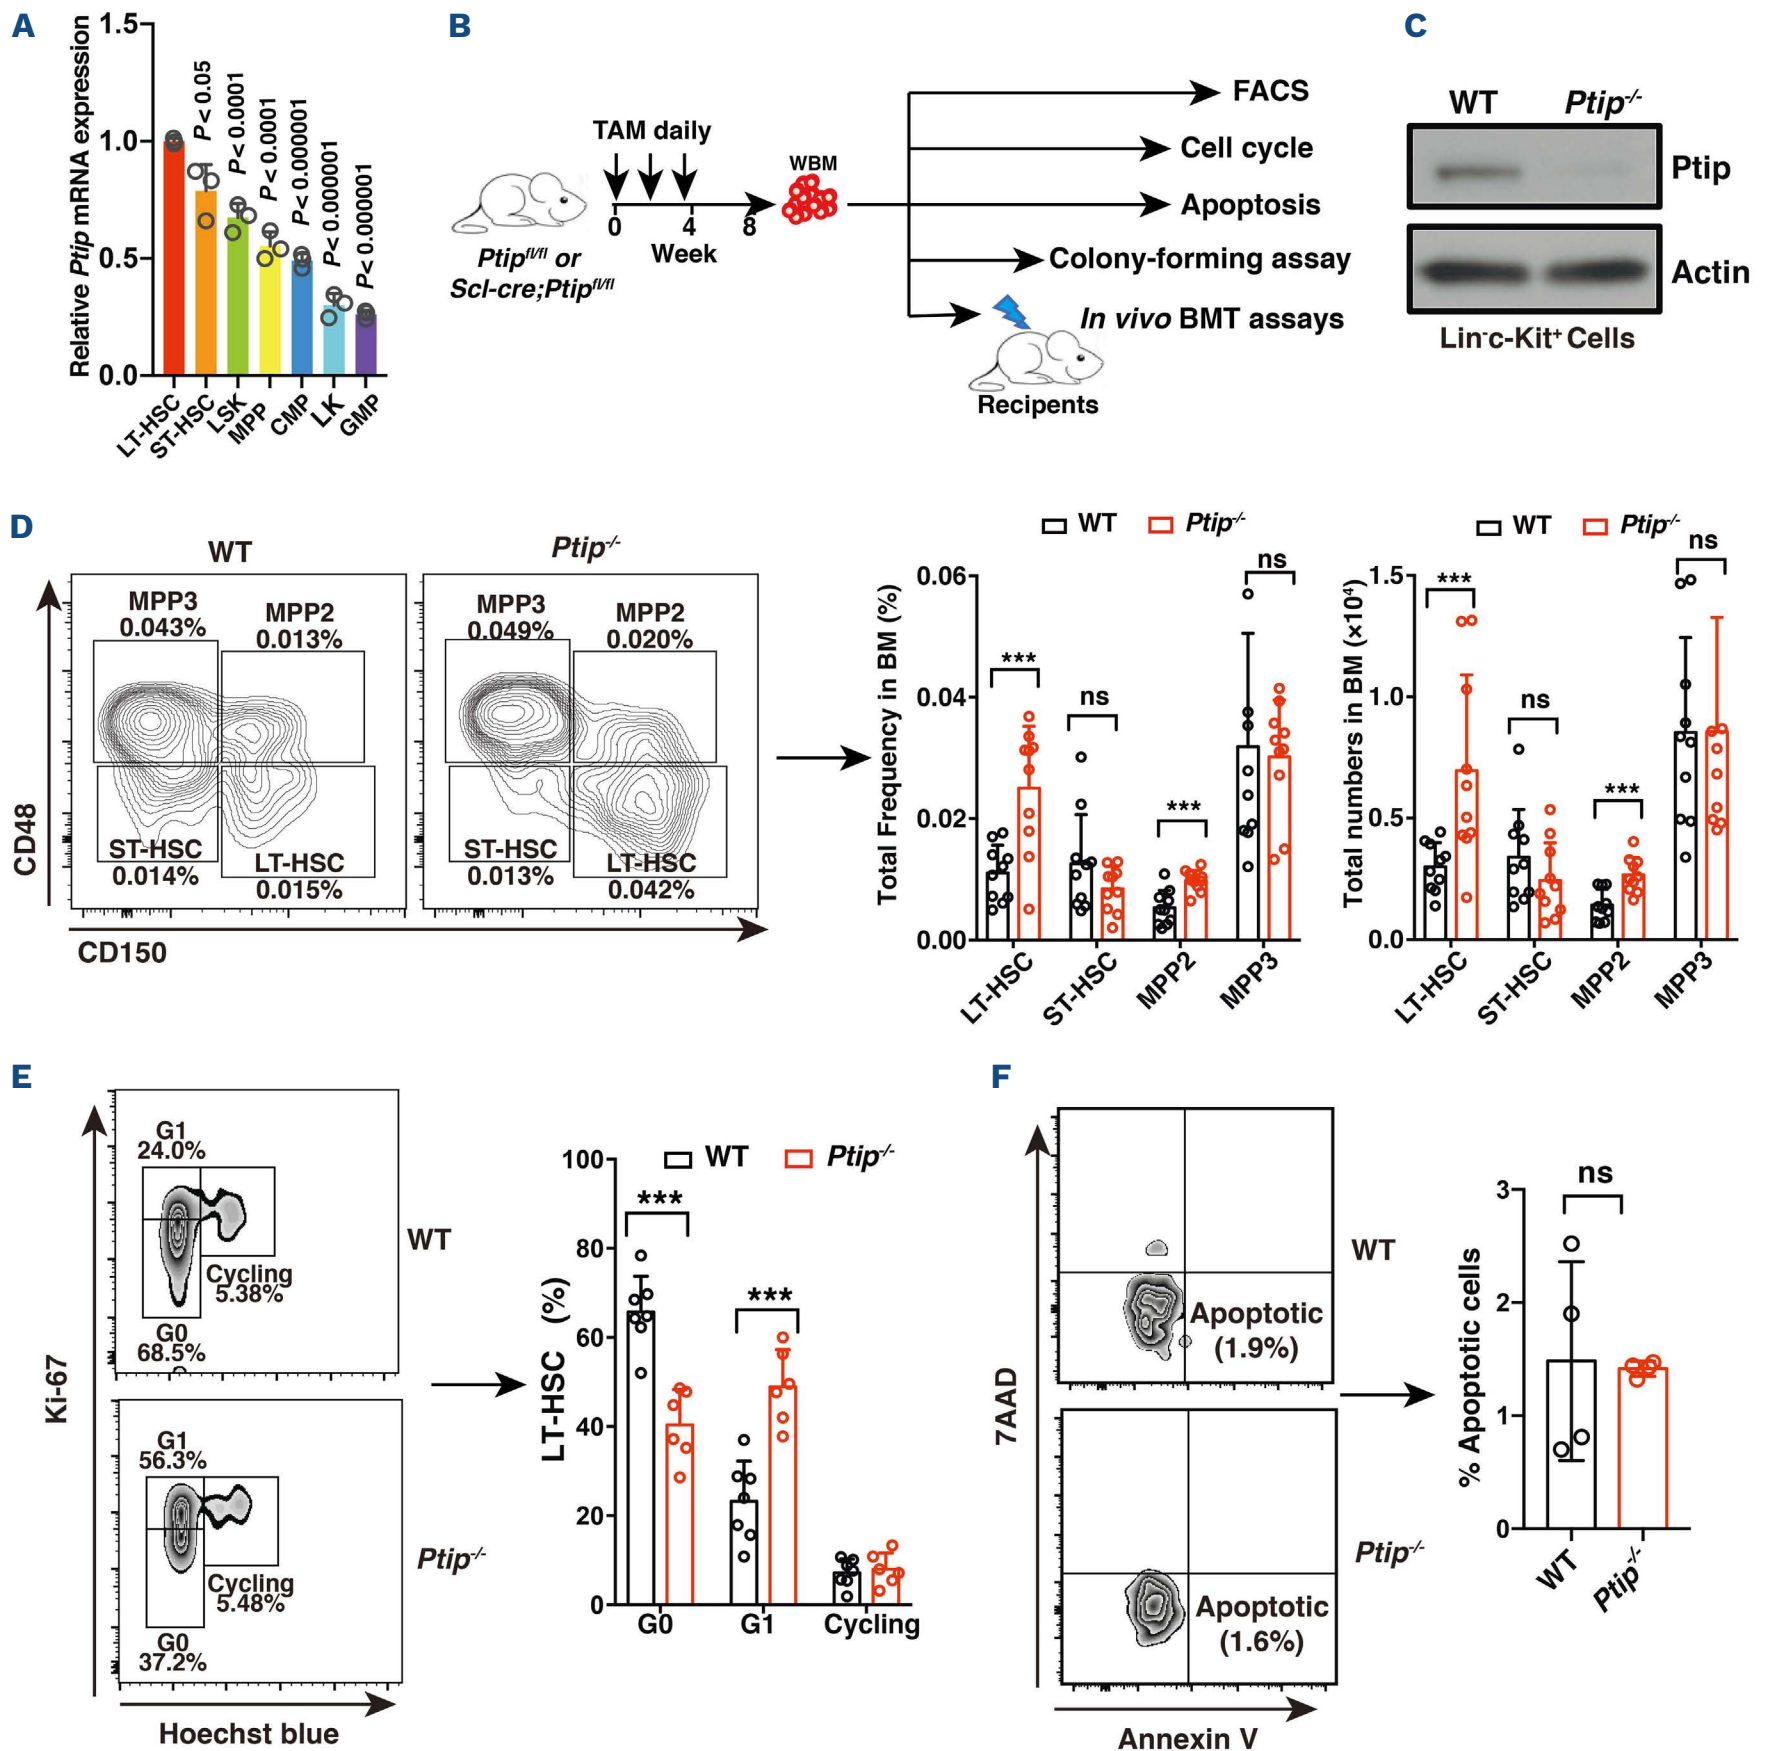 A
Relative Ptip mRNA expression
1.5
1.0
0.5
0.0
P< 0.05
P< 0.0001
P< 0.0001
P< 0.000001
P< 0.000001
P< 0.000001
LT-HSC
ST-HSC
LSK
MPP
CMP
LK
GMP
B
TAM daily
0
4
8
Week
Ptipfl/fl or
Scl-cre;Ptipfl/fl
WBM
FACS
Cell cycle
Apoptosis
Colony-forming assay
In vivo BMT assays
Recipents
C
WT
Ptip-/-
Ptip
Actin
Lin-c-Kit+ Cells
D
WT
Ptip-/-
MPP3
0.043%
MPP2
0.013%
ST-HSC
0.014%
LT-HSC
0.015%
MPP3
0.049%
MPP2
0.020%
ST-HSC
0.013%
LT-HSC
0.042%
CD48
CD150
WT
Ptip-/-
Total Frequency in BM (%)
0.06
0.04
0.02
0.00
***
ns
***
ns
LT-HSC
ST-HSC
MPP2
MPP3
WT
Ptip-/-
Total numbers in BM (×10⁴)
1.5
1.0
0.5
0.0
***
ns
***
ns
LT-HSC
ST-HSC
MPP2
MPP3
E
G1
24.0%
Cycling
5.38%
G0
68.5%
WT
G1
56.3%
Cycling
5.48%
G0
37.2%
Ptip-/-
Ki-67
Hoechst blue
WT
Ptip-/-
LT-HSC (%)
100
80
60
40
20
0
***
***
G0
G1
Cycling
F
Apoptotic
(1.9%)
WT
Apoptotic
(1.6%)
Ptip-/-
7AAD
Annexin V
% Apoptotic cells
3
2
1
0
ns
WT
Ptip-/-